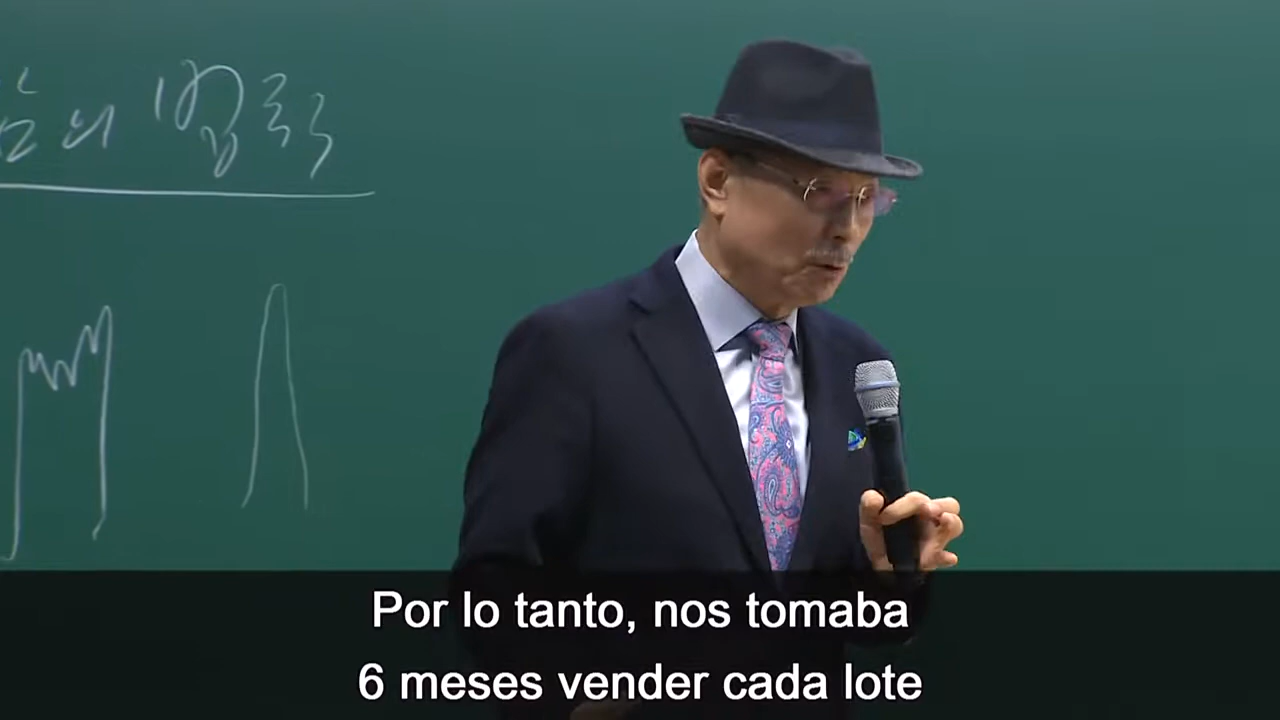 Por lo tanto, nos tomaba
6 meses vender cada lote